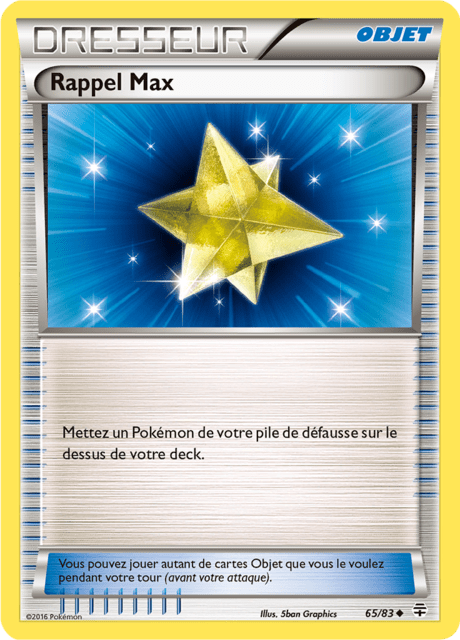 DRESSEUR
OBJET
Rappel Max
Mettez un Pokémon de votre pile de défausse sur le
dessus de votre deck.
Vous pouvez jouer autant de cartes Objet que vous le voulez
pendant votre tour (avant votre attaque).
©2016 Pokémon
Illus. 5ban Graphics
65/83